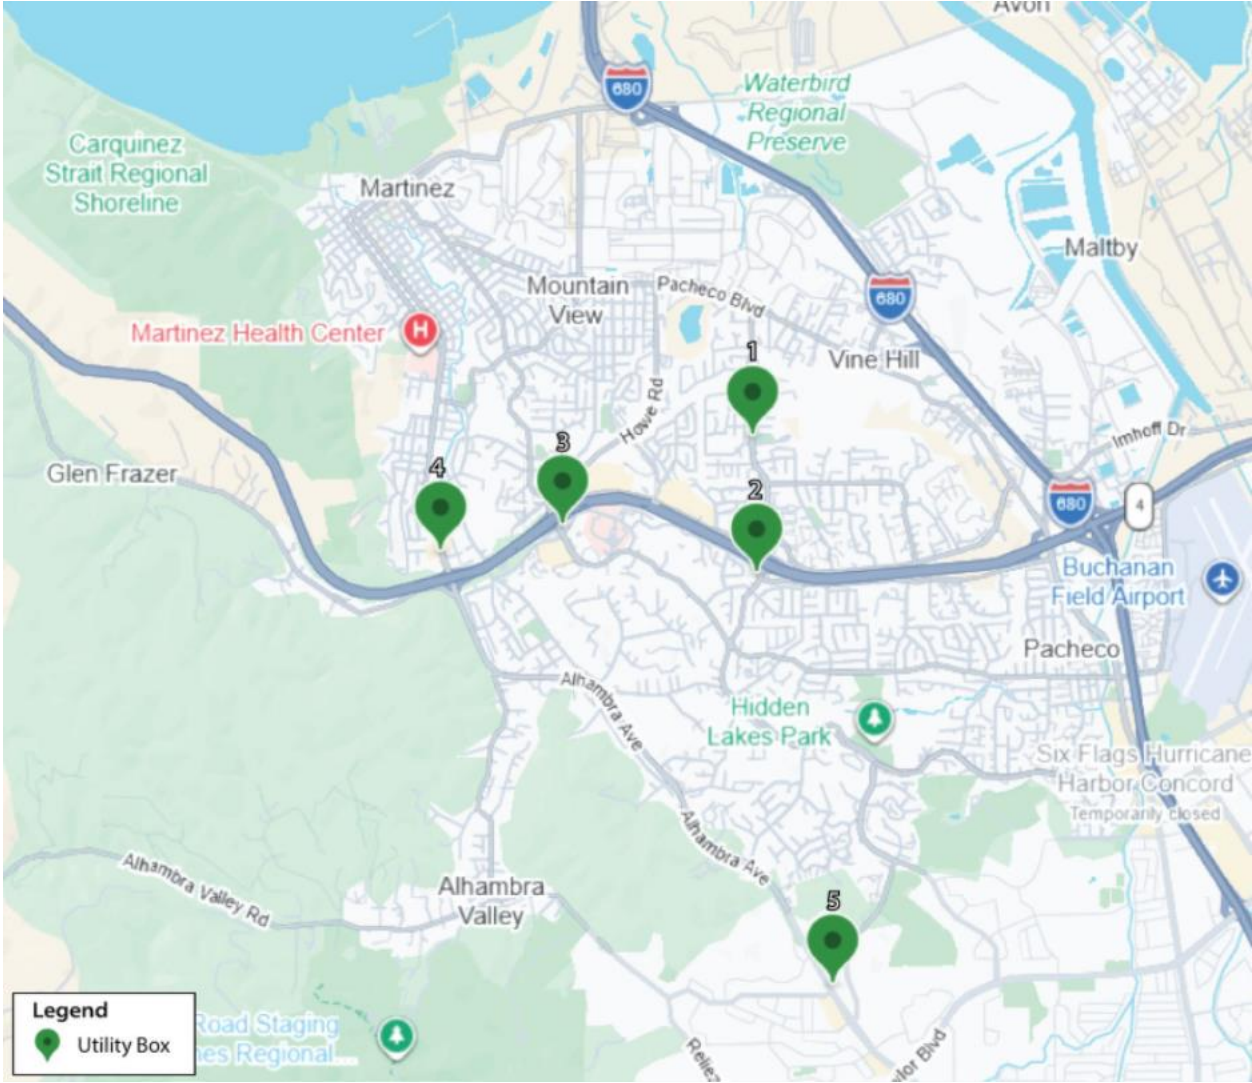 Avon
680
Waterbird
Regional
Preserve
Carquinez
Strait Regional
Shoreline
Martinez
Maltby
Mountain
View
Pacheco Blvd
680
Martinez Health Center
H
1
Vine Hill
Howe Rd
Imhoff Dr
3
Glen Frazer
4
2
680
4
Buchanan
Field Airport
Pacheco
Alhambra Ave
Hidden
Lakes Park
Six Flags Hurricane
Harbor Concord
Temporarily closed
Alhambra Ave
Alhambra Valley Rd
Alhambra
Valley
5
Legend
Utility Box
Road Staging
Regional...